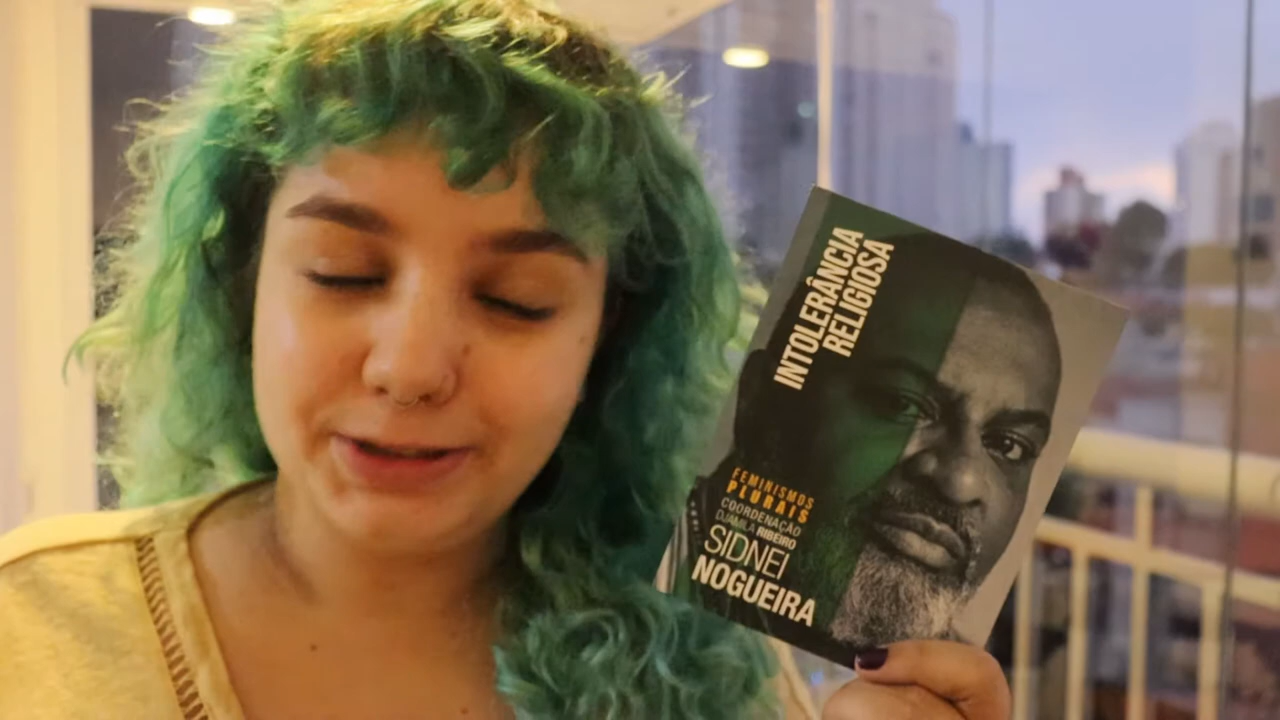 INTOLERÂNCIA
RELIGIOSA
FEMINISMOS
PLURAIS
COORDENAÇÃO
DJAMILA RIBEIRO
SIDNEI
NOGUEIRA